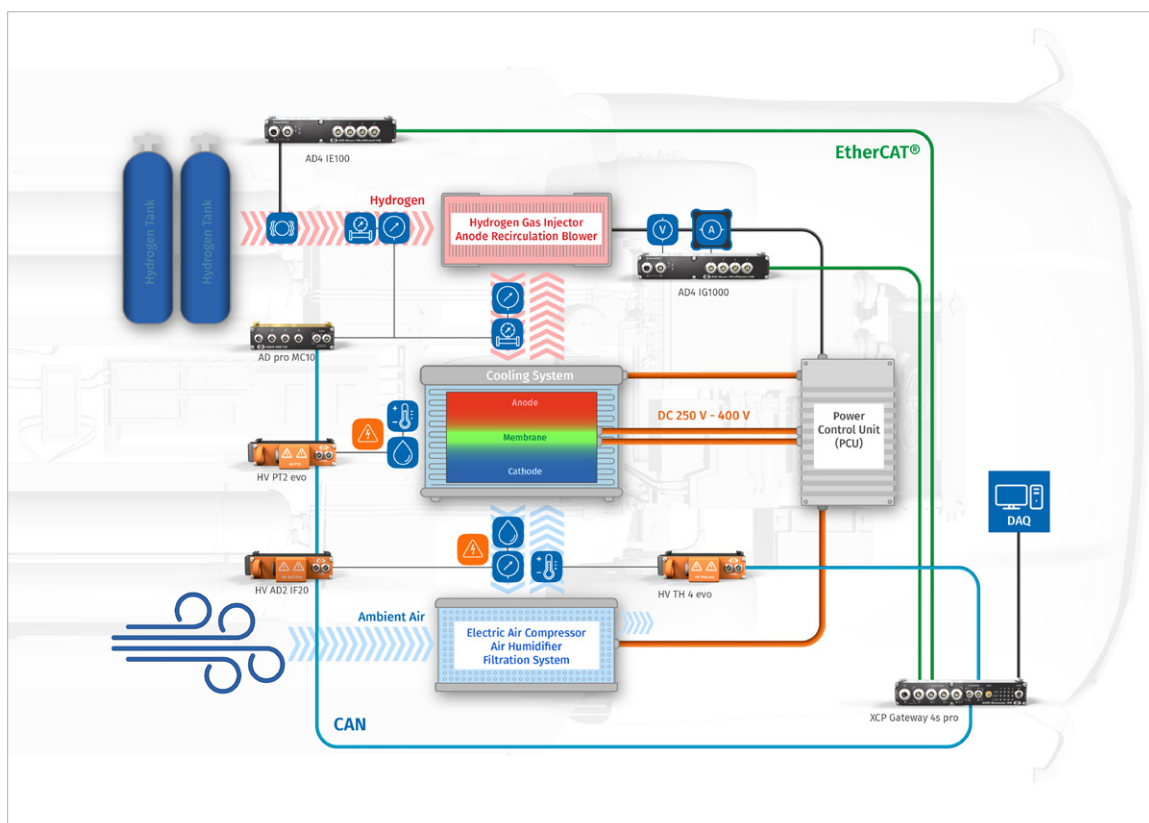 AD4 IE100
EtherCAT®
Hydrogen Tank
Hydrogen Tank
Hydrogen
Hydrogen Gas Injector
Anode Recirculation Blower
V
A
AD4 IG1000
AD pro MC10
Cooling System
Anode
Membrane
Cathode
DC 250 V - 400 V
Power
Control Unit
(PCU)
HV PT2 evo
DAQ
HV AD2 IF20
HV TH 4 evo
Ambient Air
Electric Air Compressor
Air Humidifier
Filtration System
XCP Gateway 4s pro
CAN